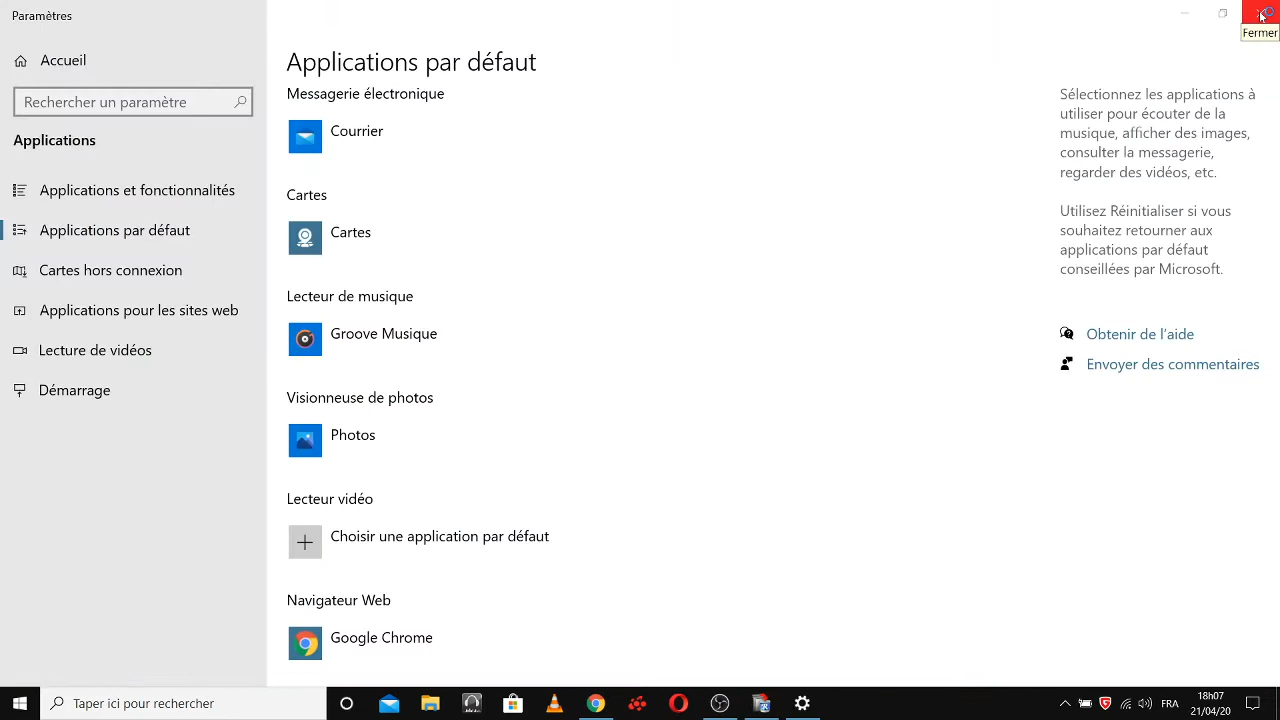 Paramètres
Fermer
Accueil
Rechercher un paramètre
Applications
Applications et fonctionnalités
Applications par défaut
Cartes hors connexion
Applications pour les sites web
Lecture de vidéos
Démarrage
Applications par défaut
Messagerie électronique
Courrier
Cartes
Cartes
Lecteur de musique
Groove Musique
Visionneuse de photos
Photos
Lecteur vidéo
Choisir une application par défaut
Navigateur Web
Google Chrome
Sélectionnez les applications à
utiliser pour écouter de la
musique, afficher des images,
consulter la messagerie,
regarder des vidéos, etc.
Utilisez Réinitialiser si vous
souhaitez retourner aux
applications par défaut
conseillées par Microsoft.
Obtenir de l'aide
Envoyer des commentaires
Taper ici pour rechercher
FRA
18h07
21/04/20